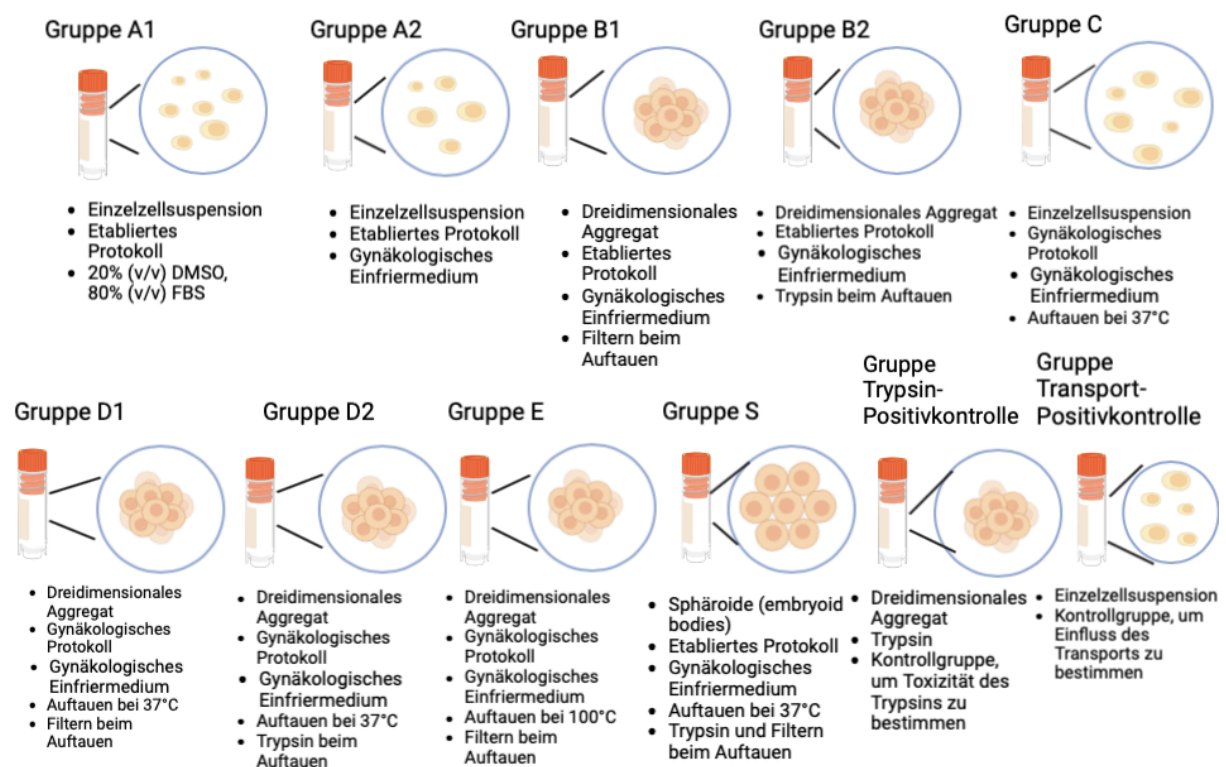 Gruppe A1
• Einzelzellsuspension
• Etabliertes
Protokoll
• 20% (v/v) DMSO,
80% (v/v) FBS
Gruppe A2
• Einzelzellsuspension
• Etabliertes Protokoll
• Gynäkologisches
Einfriermedium
Gruppe B1
• Dreidimensionales
Aggregat
• Etabliertes
Protokoll
• Gynäkologisches
Einfriermedium
• Filtern beim
Auftauen
Gruppe B2
• Dreidimensionales Aggregat
• Etabliertes Protokoll
• Gynäkologisches
Einfriermedium
• Trypsin beim Auftauen
Gruppe C
• Einzelzellsuspension
• Gynäkologisches
Protokoll
• Gynäkologisches
Einfriermedium
• Auftauen bei 37°C
Gruppe D1
• Dreidimensionales
Aggregat
• Gynäkologisches
Protokoll
• Gynäkologisches
Einfriermedium
• Auftauen bei 37°C
• Filtern beim
Auftauen
Gruppe D2
• Dreidimensionales
Aggregat
• Gynäkologisches
Protokoll
• Gynäkologisches
Einfriermedium
• Auftauen bei 37°C
• Trypsin beim
Auftauen
Gruppe E
• Dreidimensionales
Aggregat
• Gynäkologisches
Protokoll
• Gynäkologisches
Einfriermedium
• Auftauen bei 100°C
• Filtern beim
Auftauen
Gruppe S
• Sphäroide (embryoid
bodies)
• Etabliertes Protokoll
• Gynäkologisches
Einfriermedium
• Auftauen bei 37°C
• Trypsin und Filtern
beim Auftauen
Gruppe
Trypsin-
Positivkontrolle
• Dreidimensionales
Aggregat
• Trypsin
• Kontrollgruppe,
um Toxizität des
Trypsins zu
bestimmen
Gruppe
Transport-
Positivkontrolle
• Einzelzellsuspension
• Kontrollgruppe, um
Einfluss des
Transports zu
bestimmen